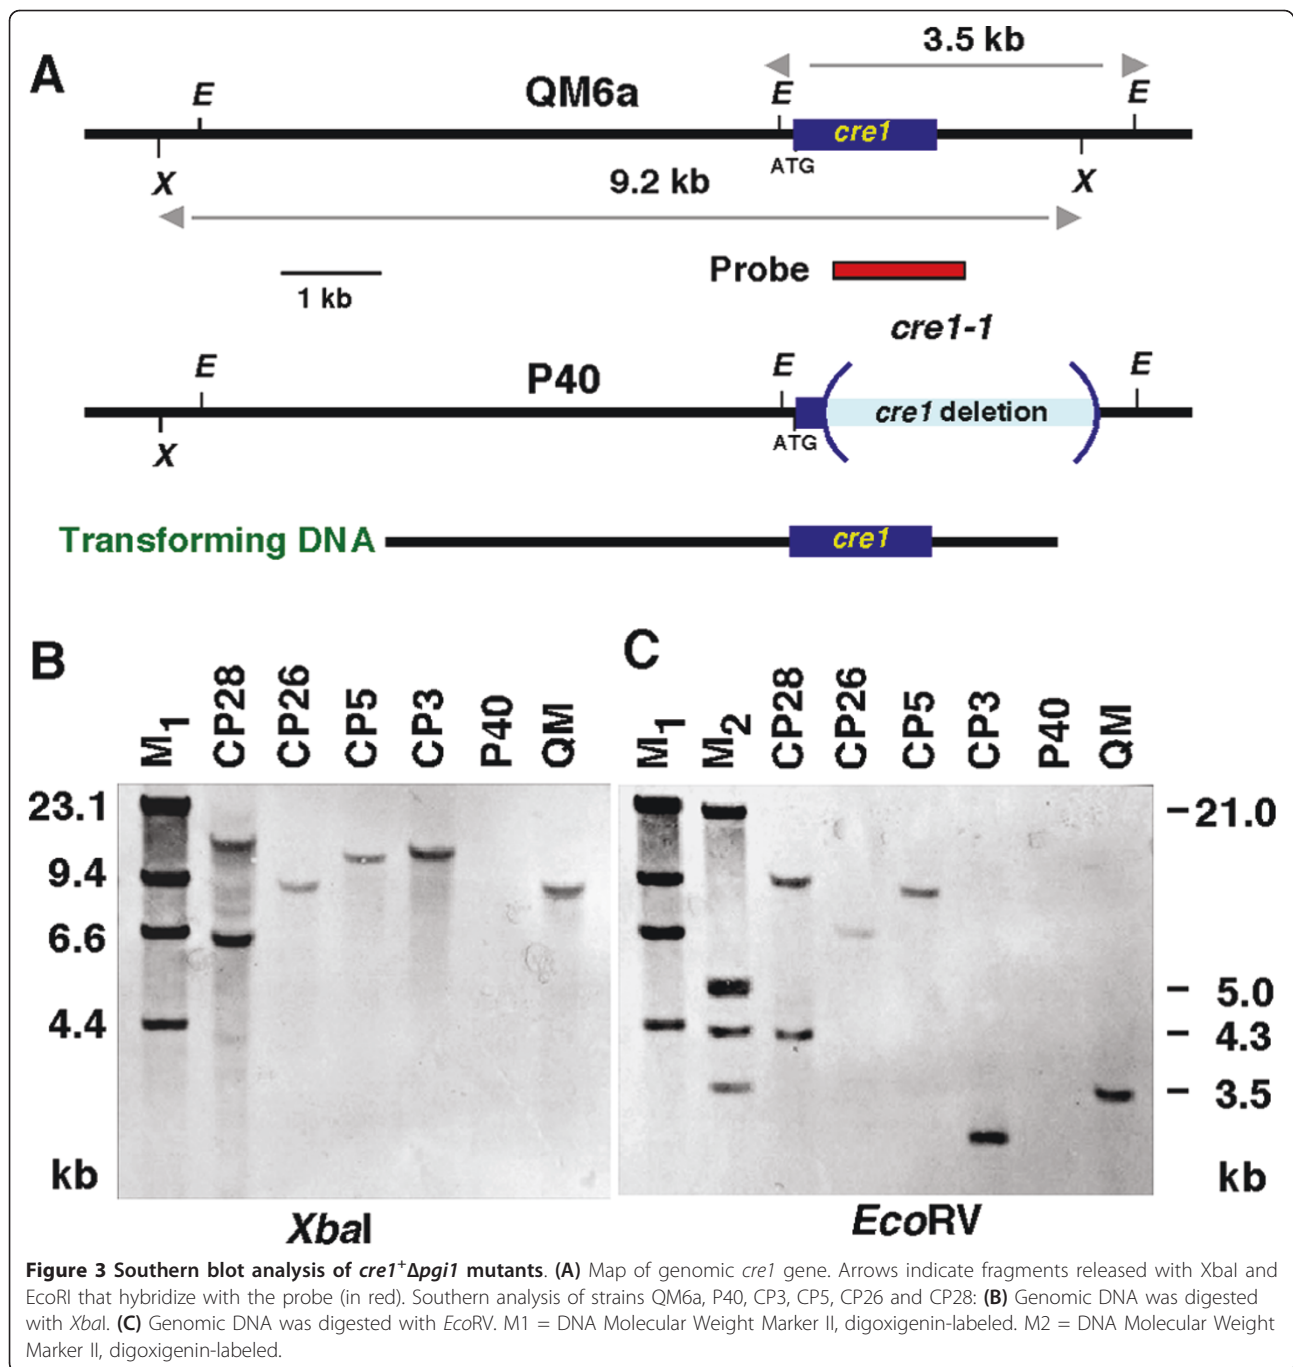 A
3.5 kb
E
QM6a
E
E
cre1
ATG
X
9.2 kb
X
Probe
1 kb
cre1-1
E
P40
E
E
cre1 deletion
ATG
X
Transforming DNA
cre1
B
M1
CP28
CP26
CP5
CP3
P40
QM
23.1
9.4
6.6
4.4
kb
XbaI
C
M1
M2
CP28
CP26
CP5
CP3
P40
QM
21.0
5.0
4.3
3.5
kb
EcoRV
Figure 3 Southern blot analysis of cre1+Δpgi1 mutants. (A) Map of genomic cre1 gene. Arrows indicate fragments released with XbaI and
EcoRI that hybridize with the probe (in red). Southern analysis of strains QM6a, P40, CP3, CP5, CP26 and CP28: (B) Genomic DNA was digested
with XbaI. (C) Genomic DNA was digested with EcoRV. M1 = DNA Molecular Weight Marker II, digoxigenin-labeled. M2 = DNA Molecular Weight
Marker II, digoxigenin-labeled.